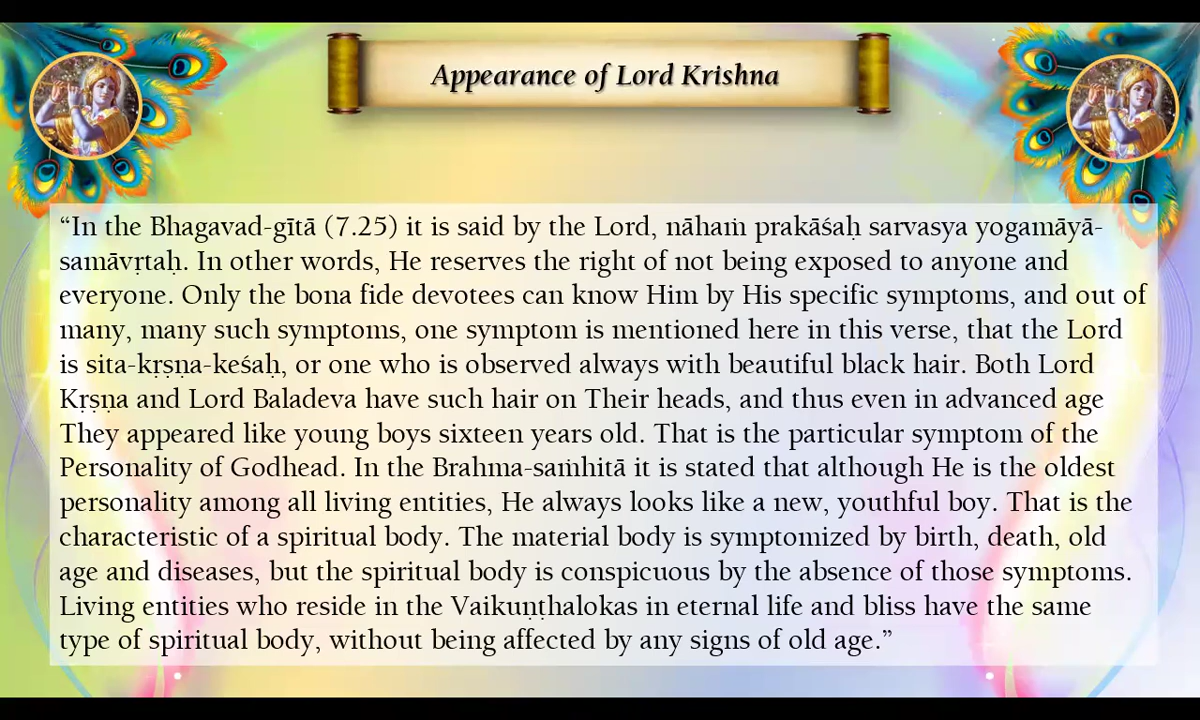 Appearance of Lord Krishna
“In the Bhagavad-gītā (7.25) it is said by the Lord, nāhaṁ prakāśaḥ sarvasya yogamāyā-
samāvṛtaḥ. In other words, He reserves the right of not being exposed to anyone and
everyone. Only the bona fide devotees can know Him by His specific symptoms, and out of
many, many such symptoms, one symptom is mentioned here in this verse, that the Lord
is sita-kṛṣṇa-keśaḥ, or one who is observed always with beautiful black hair. Both Lord
Kṛṣṇa and Lord Baladeva have such hair on Their heads, and thus even in advanced age
They appeared like young boys sixteen years old. That is the particular symptom of the
Personality of Godhead. In the Brahma-saṁhitā it is stated that although He is the oldest
personality among all living entities, He always looks like a new, youthful boy. That is the
characteristic of a spiritual body. The material body is symptomized by birth, death, old
age and diseases, but the spiritual body is conspicuous by the absence of those symptoms.
Living entities who reside in the Vaikuṇṭhalokas in eternal life and bliss have the same
type of spiritual body, without being affected by any signs of old age.”